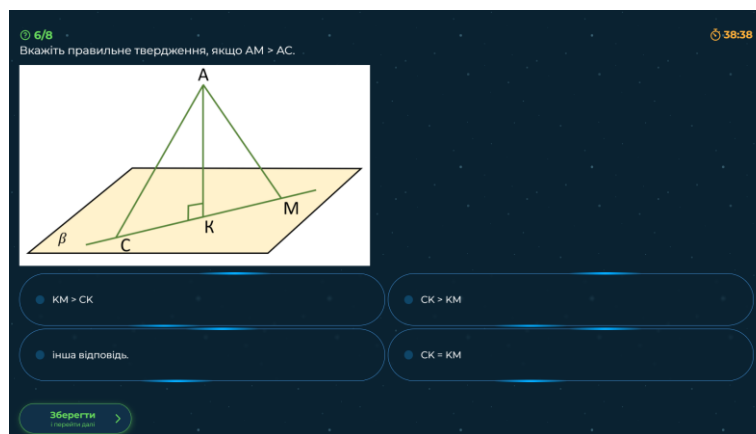 6/8
38:38
Вкажіть правильне твердження, якщо AM > AC.
A
M
K
C
β
KM > CK
CK > KM
інша відповідь.
CK = KM
Зберегти
і перейти далі